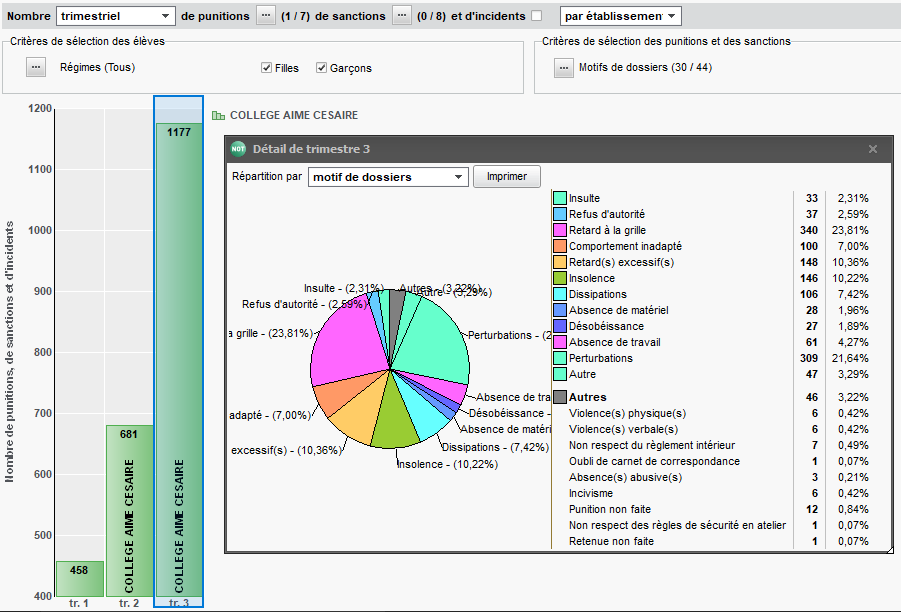 Nombre trimestriel de punitions ... (1 / 7) de sanctions ... (0 / 8) et d'incidents par établissemen
Critères de sélection des élèves
... Régimes (Tous) Filles Garçons
Critères de sélection des punitions et des sanctions
... Motifs de dossiers (30 / 44)
Nombre de punitions, de sanctions et d'incidents
1200
1100
1000
900
800
700
600
500
400
458
681
1177
COLLEGE AIME CESAIRE
COLLEGE AIME CESAIRE
tr. 1 tr. 2 tr. 3
COLLEGE AIME CESAIRE
NOT Détail de trimestre 3
Répartition par motif de dossiers Imprimer
Insulte - (2,31%)
Autres - (3,22%)
Autre - (3,29%)
Refus d'autorité - (2,59%)
a grille - (23,81%)
Perturbations - (2
adapté - (7,00%)
Absence de tra
Désobéissance -
Absence de matéri
excessif(s) - (10,36%)
Dissipations - (7,42%)
Insolence - (10,22%)
Insulte 33 2,31%
Refus d'autorité 37 2,59%
Retard à la grille 340 23,81%
Comportement inadapté 100 7,00%
Retard(s) excessif(s) 148 10,36%
Insolence 146 10,22%
Dissipations 106 7,42%
Absence de matériel 28 1,96%
Désobéissance 27 1,89%
Absence de travail 61 4,27%
Perturbations 309 21,64%
Autre 47 3,29%
Autres 46 3,22%
Violence(s) physique(s) 6 0,42%
Violence(s) verbale(s) 6 0,42%
Non respect du règlement intérieur 7 0,49%
Oubli de carnet de correspondance 1 0,07%
Absence(s) abusive(s) 3 0,21%
Incivisme 6 0,42%
Punition non faite 12 0,84%
Non respect des règles de sécurité en atelier 1 0,07%
Retenue non faite 1 0,07%